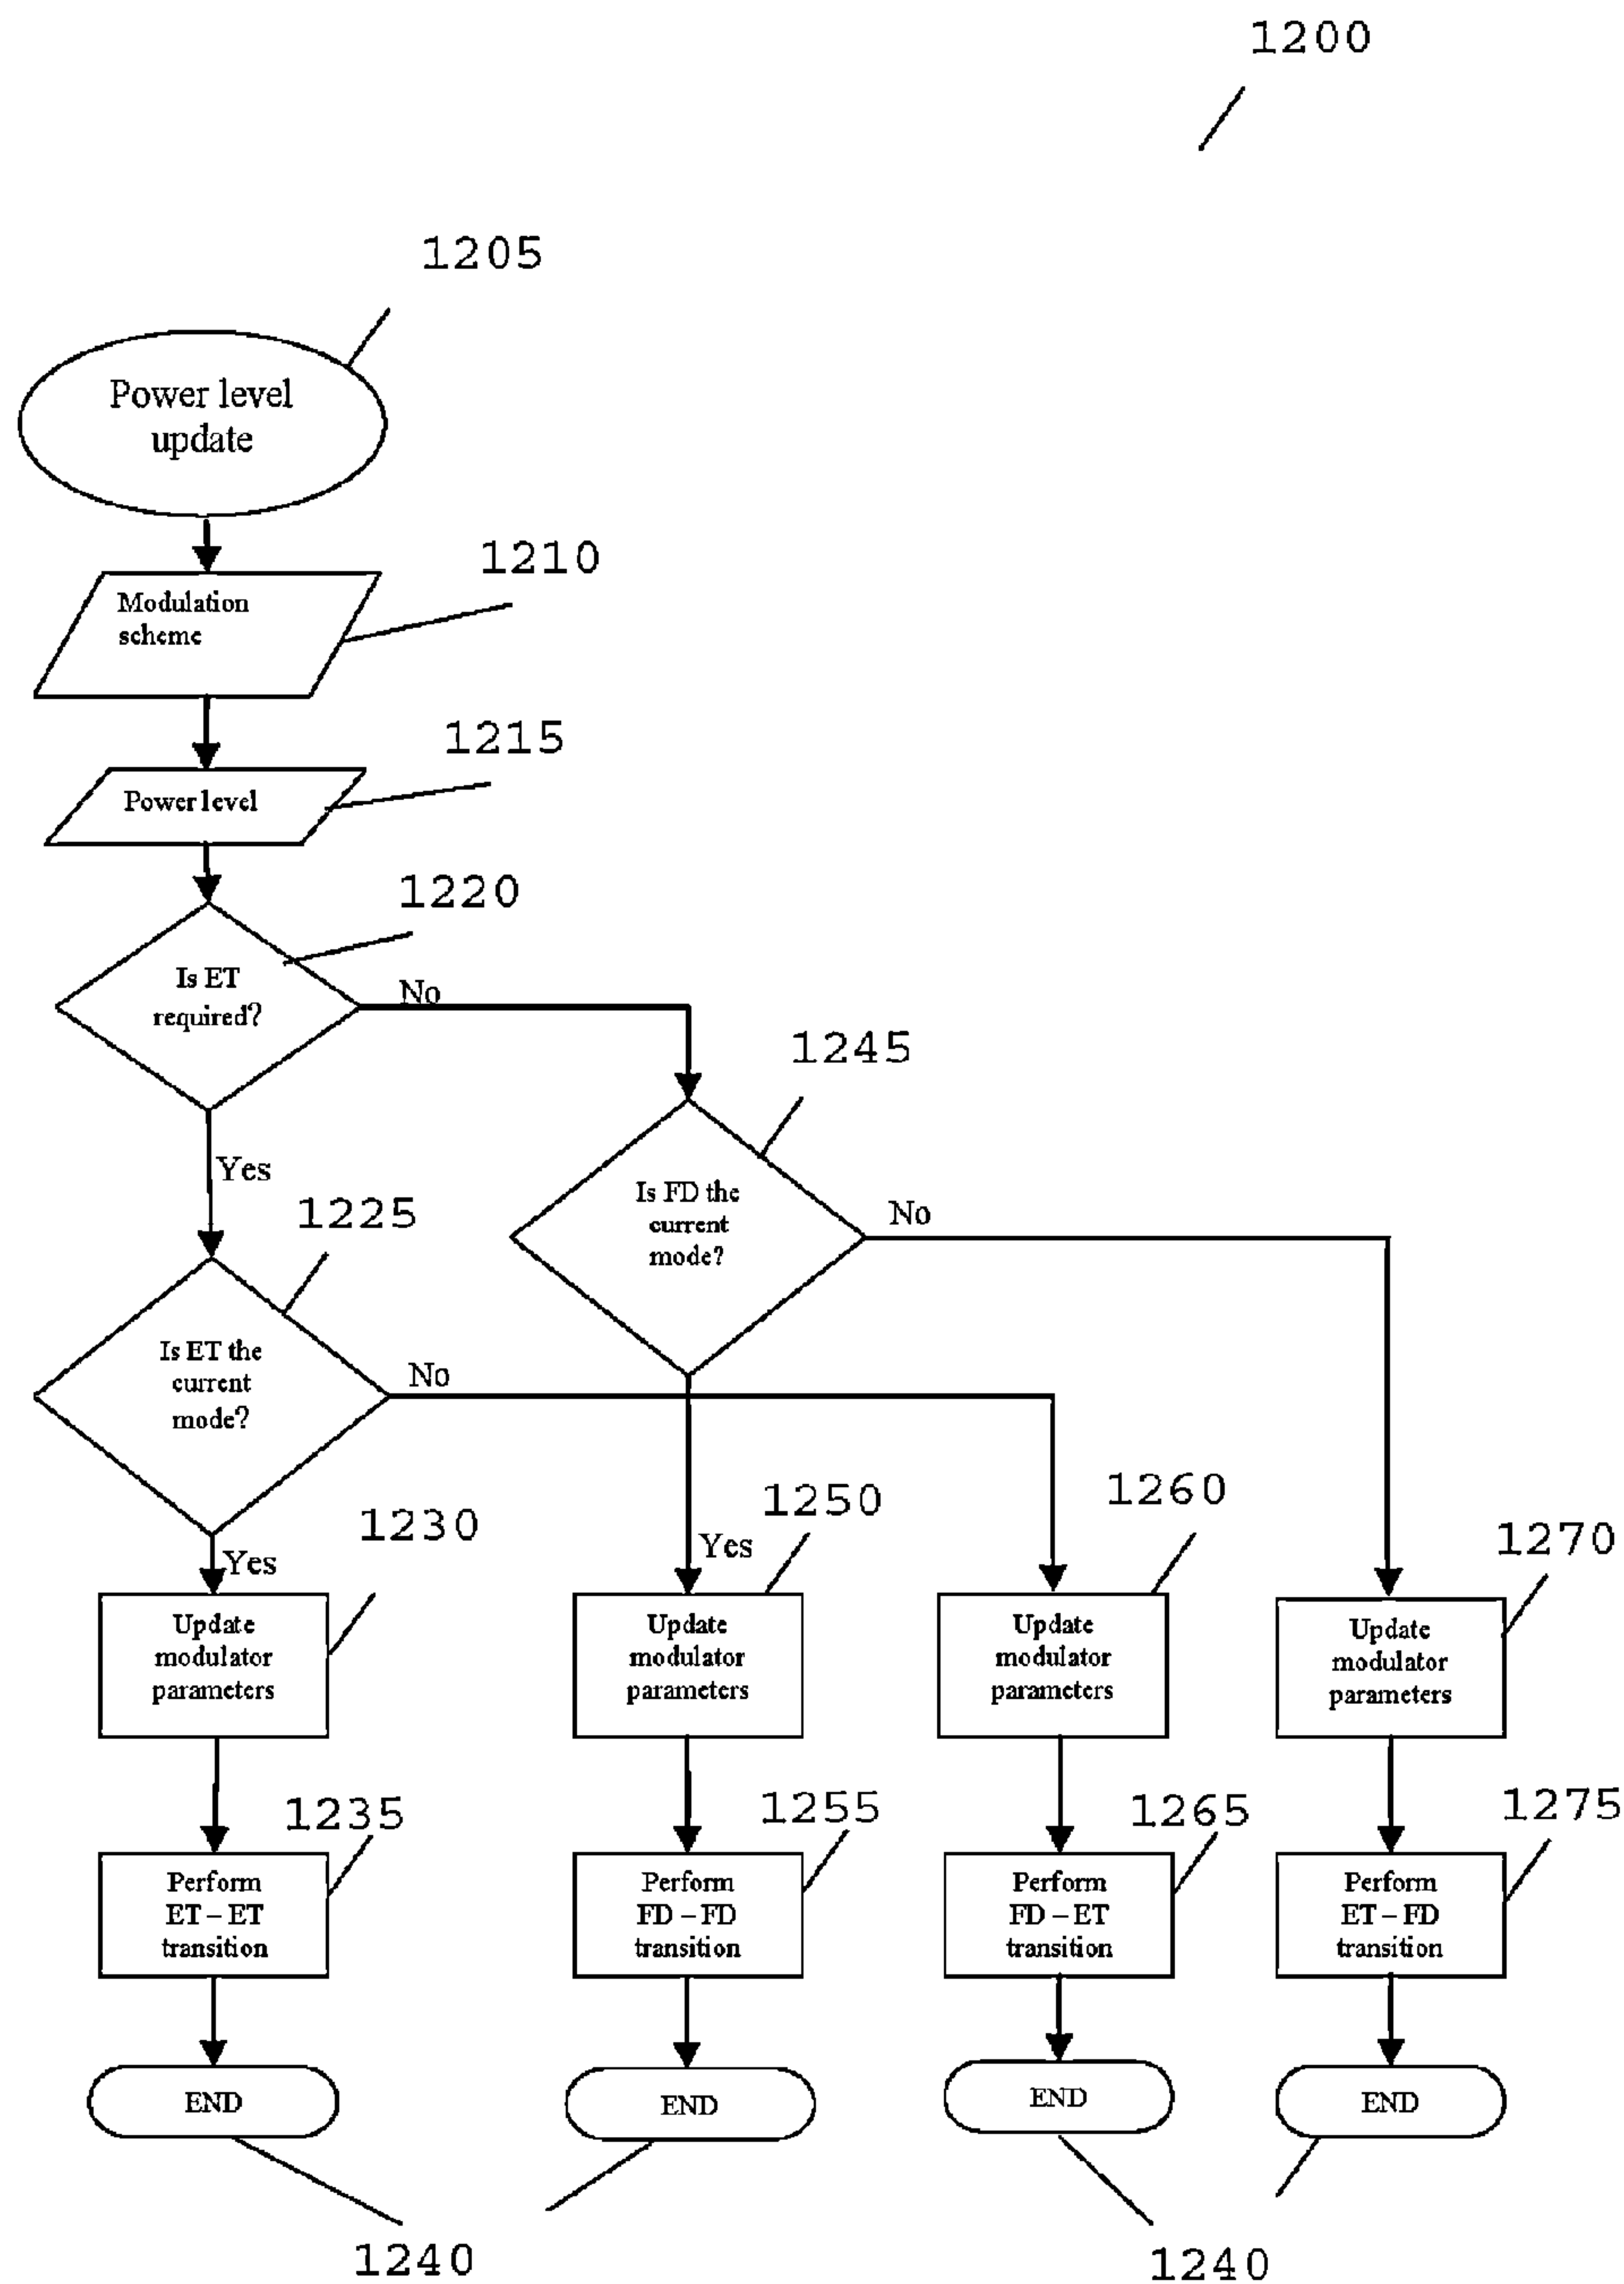 1200
1205
Power level
update
1210
Modulation
scheme
1215
Power level
1220
Is ET
required?
No
1245
Yes
Is FD the
current
mode?
No
1225
Is ET the
current
mode?
No
1230
Yes
1250
Yes
1260
1270
Update
modulator
parameters
Update
modulator
parameters
Update
modulator
parameters
Update
modulator
parameters
1235
1255
1265
1275
Perform
ET – ET
transition
Perform
FD – FD
transition
Perform
FD – ET
transition
Perform
ET – FD
transition
END
END
END
END
1240
1240